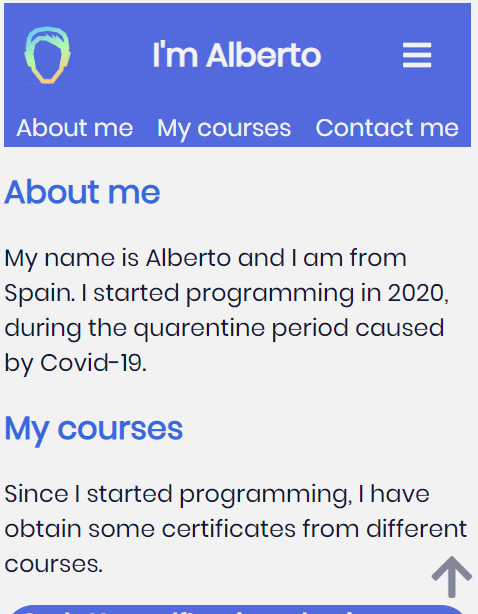 I'm Alberto
About me My courses Contact me
About me
My name is Alberto and I am from
Spain. I started programming in 2020,
during the quarentine period caused
by Covid-19.
My courses
Since I started programming, I have
obtain some certificates from different
courses.